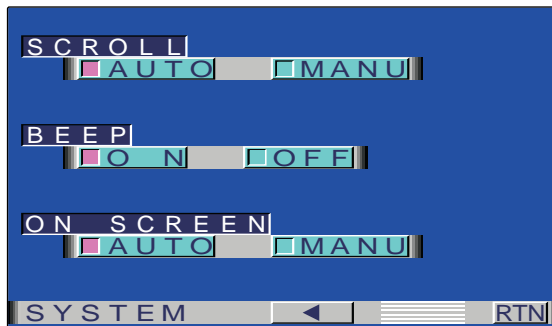 SCROLL
AUTO MANU
BEEP
ON OFF
ON SCREEN
AUTO MANU
SYSTEM ◀ RTN